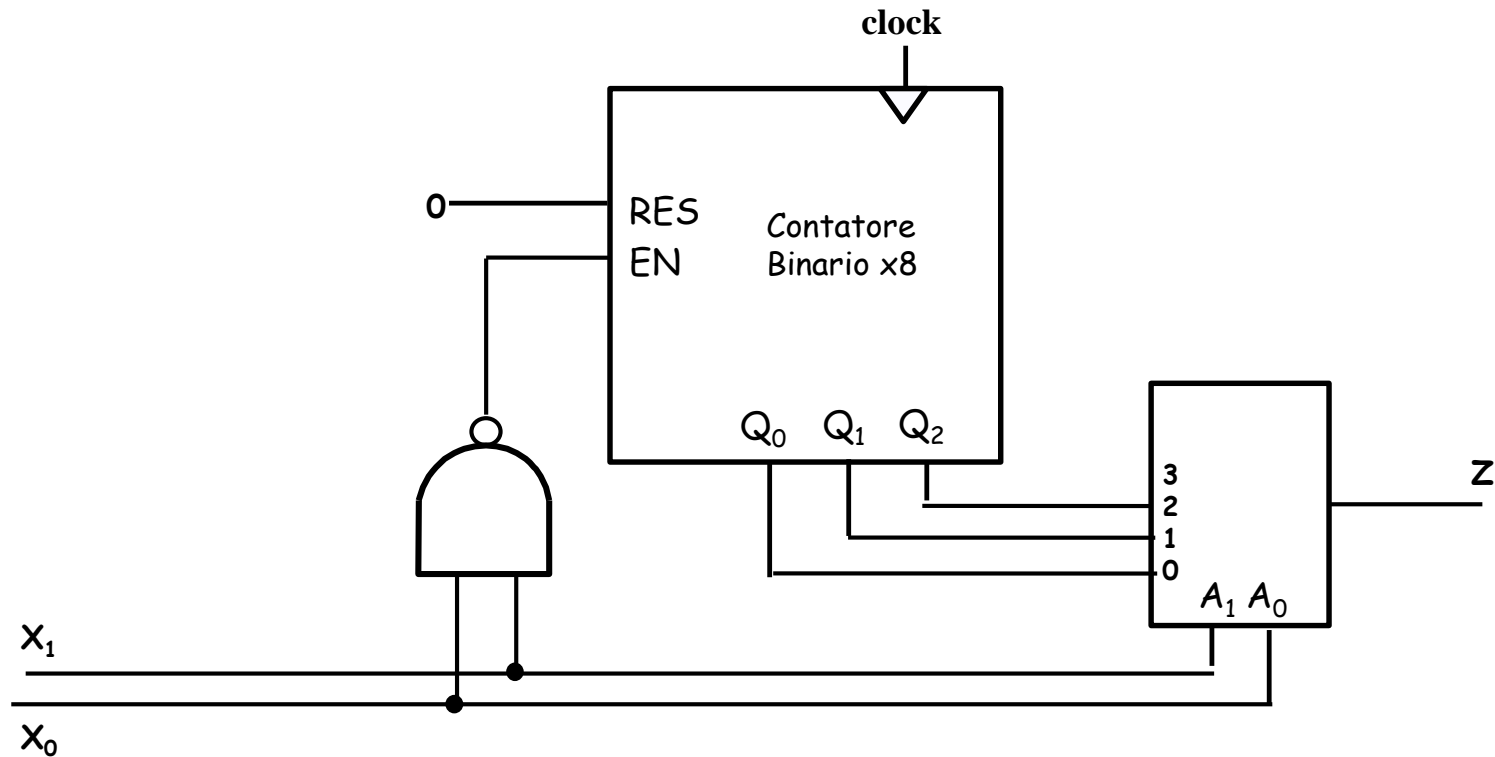 clock
0
RES
EN
Contatore
Binario x8
Q₀ Q₁ Q₂
3
2
1
0
A₁ A₀
z
x₁
x₀